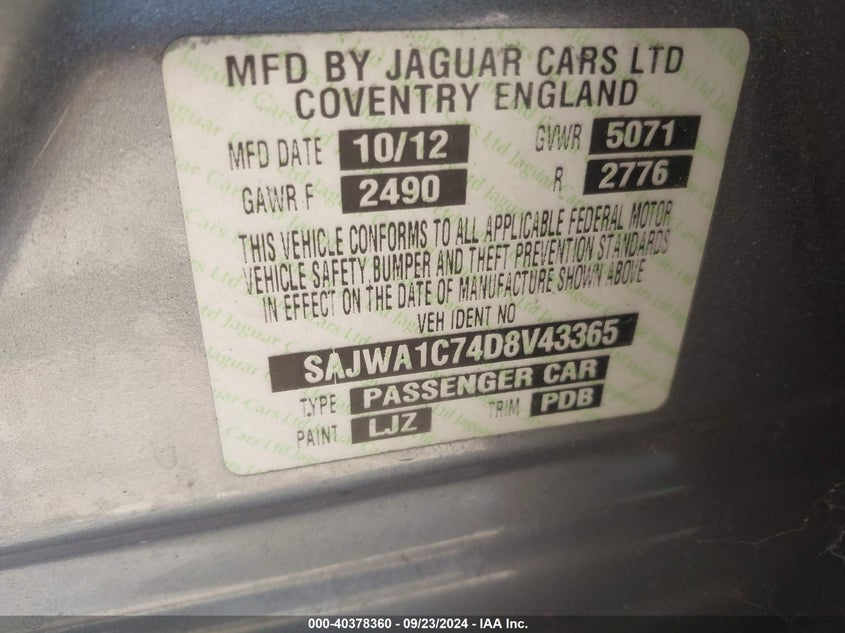 MFD BY JAGUAR CARS LTD
COVENTRY ENGLAND
MFD DATE 10/12 GVWR 5071
GAWR F 2490 R 2776
THIS VEHICLE CONFORMS TO ALL APPLICABLE FEDERAL MOTOR
VEHICLE SAFETY BUMPER AND THEFT PREVENTION STANDARDS
IN EFFECT ON THE DATE OF MANUFACTURE SHOWN ABOVE
VEH IDENT NO
SAJWA1C74D8V43365
TYPE PASSENGER CAR
PAINT LJZ TRIM PDB
000-40378360 - 09/23/2024 - IAA Inc.